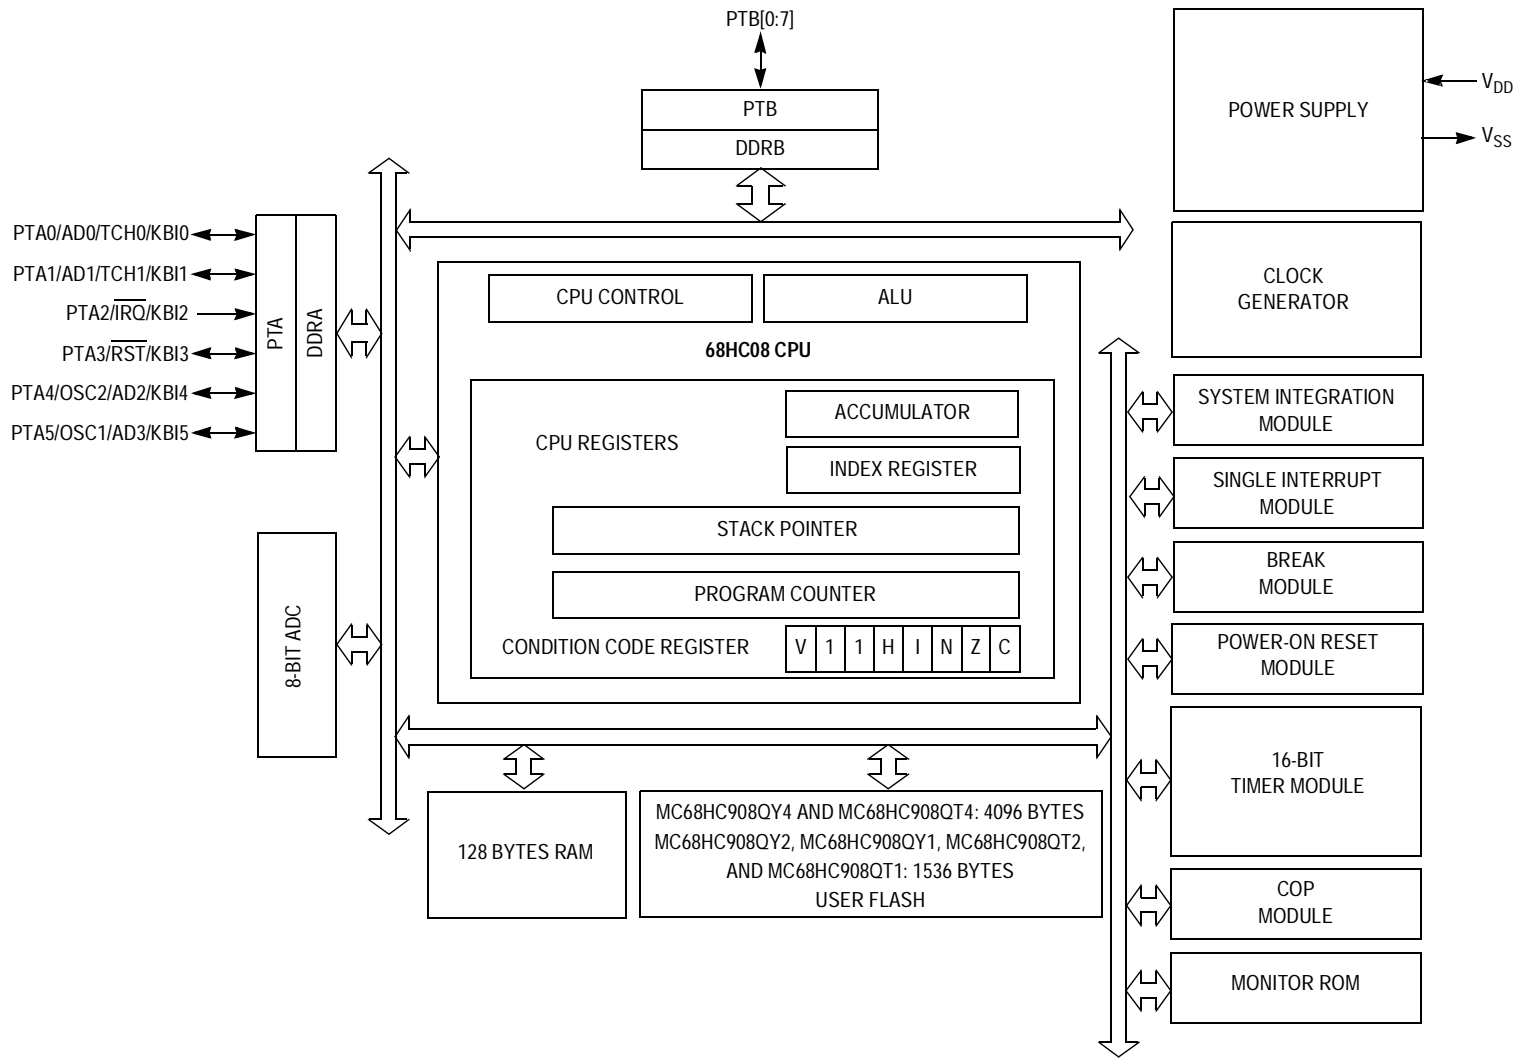 PTB[0:7]
PTB
DDRB
POWER SUPPLY
VDD
VSS
PTA0/AD0/TCH0/KBI0
PTA1/AD1/TCH1/KBI1
PTA2/IRQ/KBI2
PTA3/RST/KBI3
PTA4/OSC2/AD2/KBI4
PTA5/OSC1/AD3/KBI5
PTA
DDRA
8-BIT ADC
CPU CONTROL
ALU
68HC08 CPU
CPU REGISTERS
ACCUMULATOR
INDEX REGISTER
STACK POINTER
PROGRAM COUNTER
CONDITION CODE REGISTER
V 1 1 H I N Z C
128 BYTES RAM
MC68HC908QY4 AND MC68HC908QT4: 4096 BYTES
MC68HC908QY2, MC68HC908QY1, MC68HC908QT2,
AND MC68HC908QT1: 1536 BYTES
USER FLASH
CLOCK
GENERATOR
SYSTEM INTEGRATION
MODULE
SINGLE INTERRUPT
MODULE
BREAK
MODULE
POWER-ON RESET
MODULE
16-BIT
TIMER MODULE
COP
MODULE
MONITOR ROM